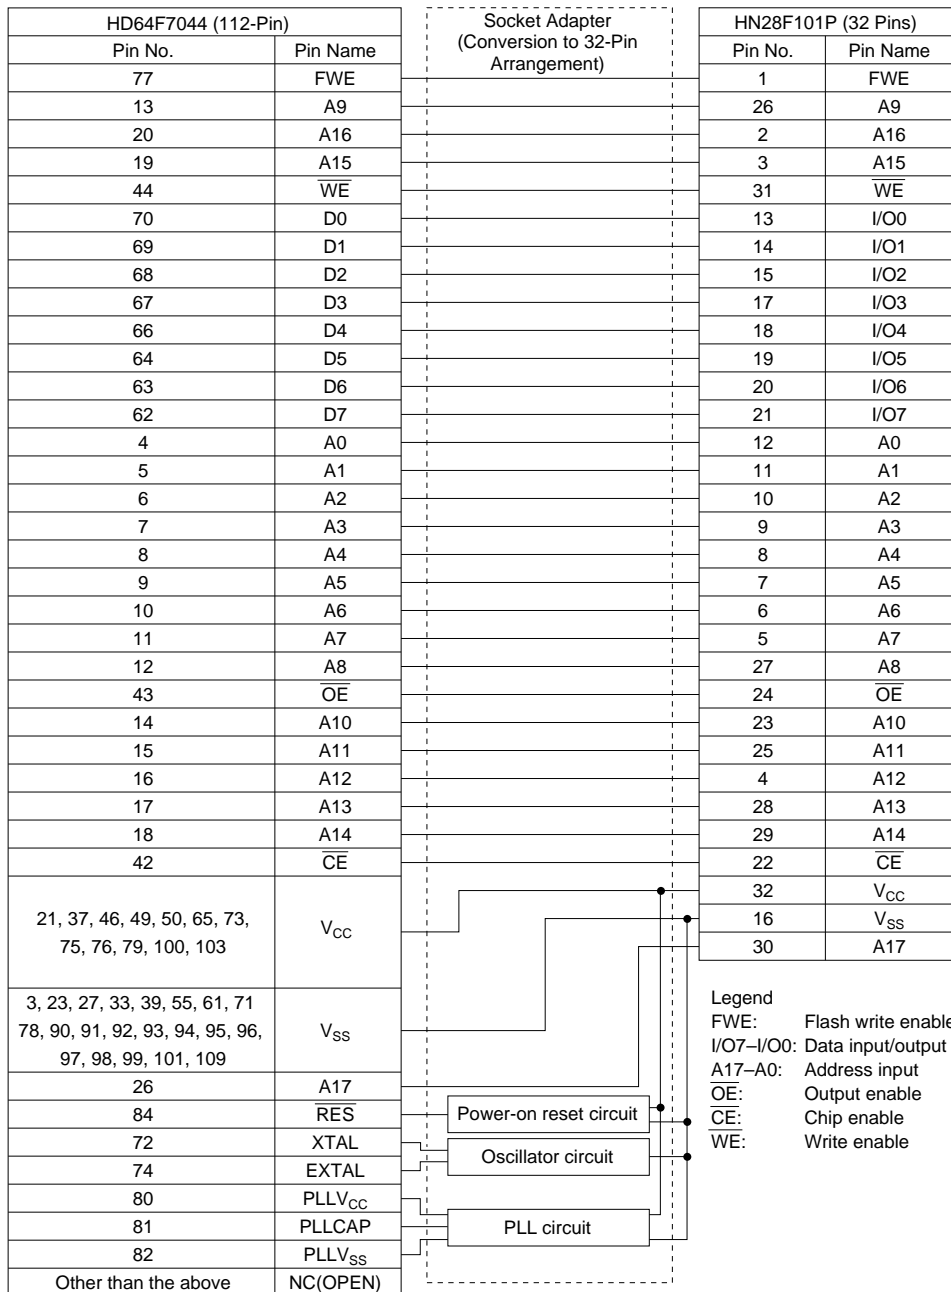 HD64F7044 (112-Pin)
Pin No. Pin Name
77 FWE
13 A9
20 A16
19 A15
44 WE
70 D0
69 D1
68 D2
67 D3
66 D4
64 D5
63 D6
62 D7
4 A0
5 A1
6 A2
7 A3
8 A4
9 A5
10 A6
11 A7
12 A8
43 OE
14 A10
15 A11
16 A12
17 A13
18 A14
42 CE
21, 37, 46, 49, 50, 65, 73,
75, 76, 79, 100, 103
VCC
3, 23, 27, 33, 39, 55, 61, 71
78, 90, 91, 92, 93, 94, 95, 96,
97, 98, 99, 101, 109
VSS
26 A17
84 RES
72 XTAL
74 EXTAL
80 PLLVCC
81 PLLCAP
82 PLLVSS
Other than the above NC(OPEN)
Socket Adapter
(Conversion to 32-Pin
Arrangement)
Power-on reset circuit
Oscillator circuit
PLL circuit
HN28F101P (32 Pins)
Pin No. Pin Name
1 FWE
26 A9
2 A16
3 A15
31 WE
13 I/O0
14 I/O1
15 I/O2
17 I/O3
18 I/O4
19 I/O5
20 I/O6
21 I/O7
12 A0
11 A1
10 A2
9 A3
8 A4
7 A5
6 A6
5 A7
27 A8
24 OE
23 A10
25 A11
4 A12
28 A13
29 A14
22 CE
32 VCC
16 VSS
30 A17
Legend
FWE: Flash write enable
I/O7–I/O0: Data input/output
A17–A0: Address input
OE: Output enable
CE: Chip enable
WE: Write enable